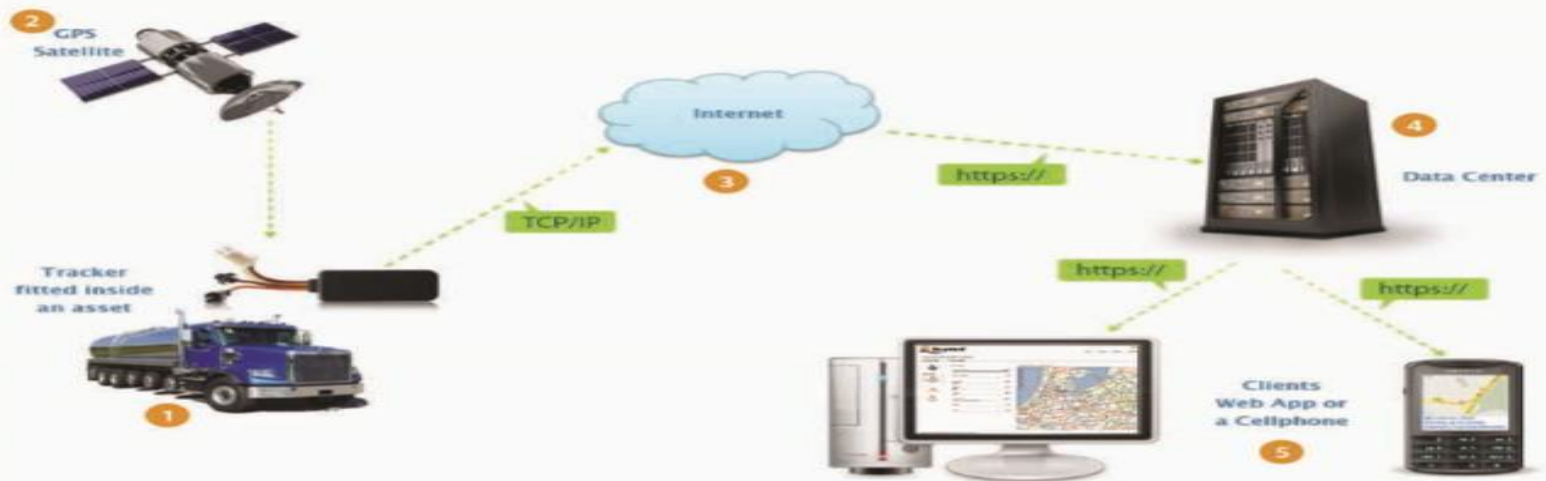 2
GPS
Satellite
Internet
3
4
Data Center
https://
TCP/IP
Tracker
fitted inside
an asset
1
https://
https://
Clients
Web App or
a Cellphone
5